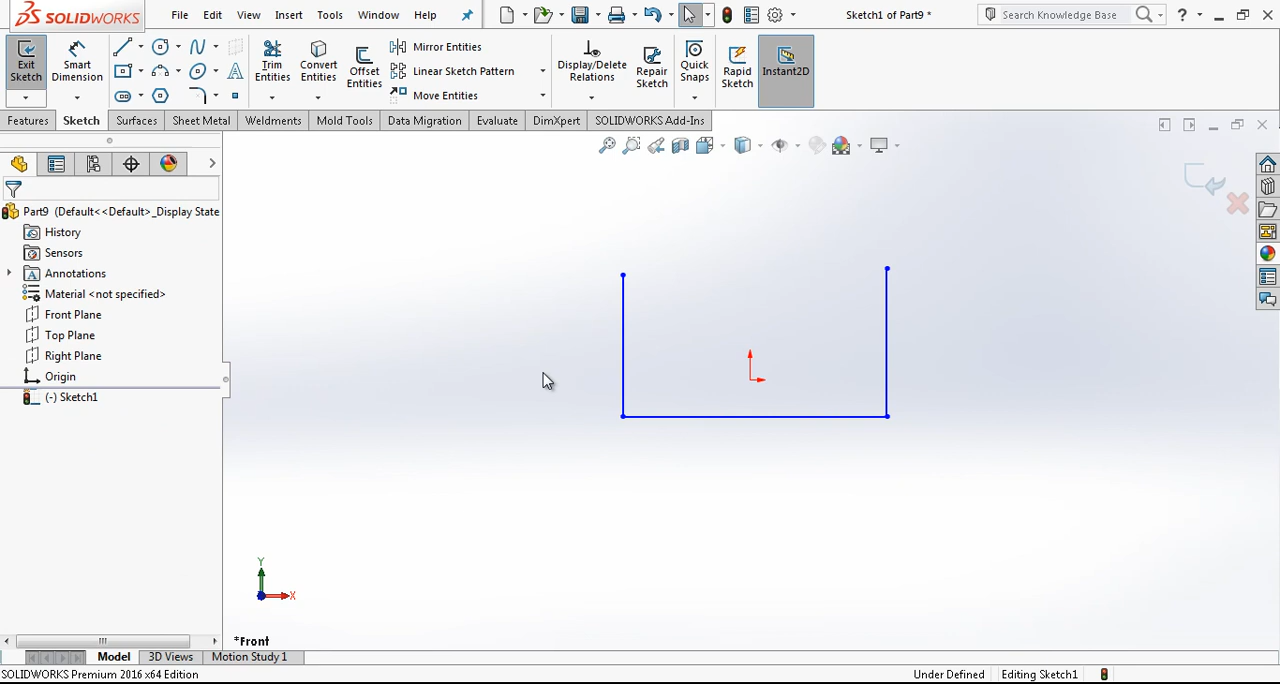 SOLIDWORKS
File Edit View Insert Tools Window Help
Sketch1 of Part9 *
Search Knowledge Base
?
Exit Sketch
Smart Dimension
Trim Entities
Convert Entities
Offset Entities
Mirror Entities
Linear Sketch Pattern
Move Entities
Display/Delete Relations
Repair Sketch
Quick Snaps
Rapid Sketch
Instant2D
Features Sketch Surfaces Sheet Metal Weldments Mold Tools Data Migration Evaluate DimXpert SOLIDWORKS Add-Ins
Part9 (Default<<Default>_Display State
History
Sensors
Annotations
Material <not specified>
Front Plane
Top Plane
Right Plane
Origin
(-) Sketch1
Y
X
*Front
Model 3D Views Motion Study 1
SOLIDWORKS Premium 2016 x64 Edition
Under Defined Editing Sketch1